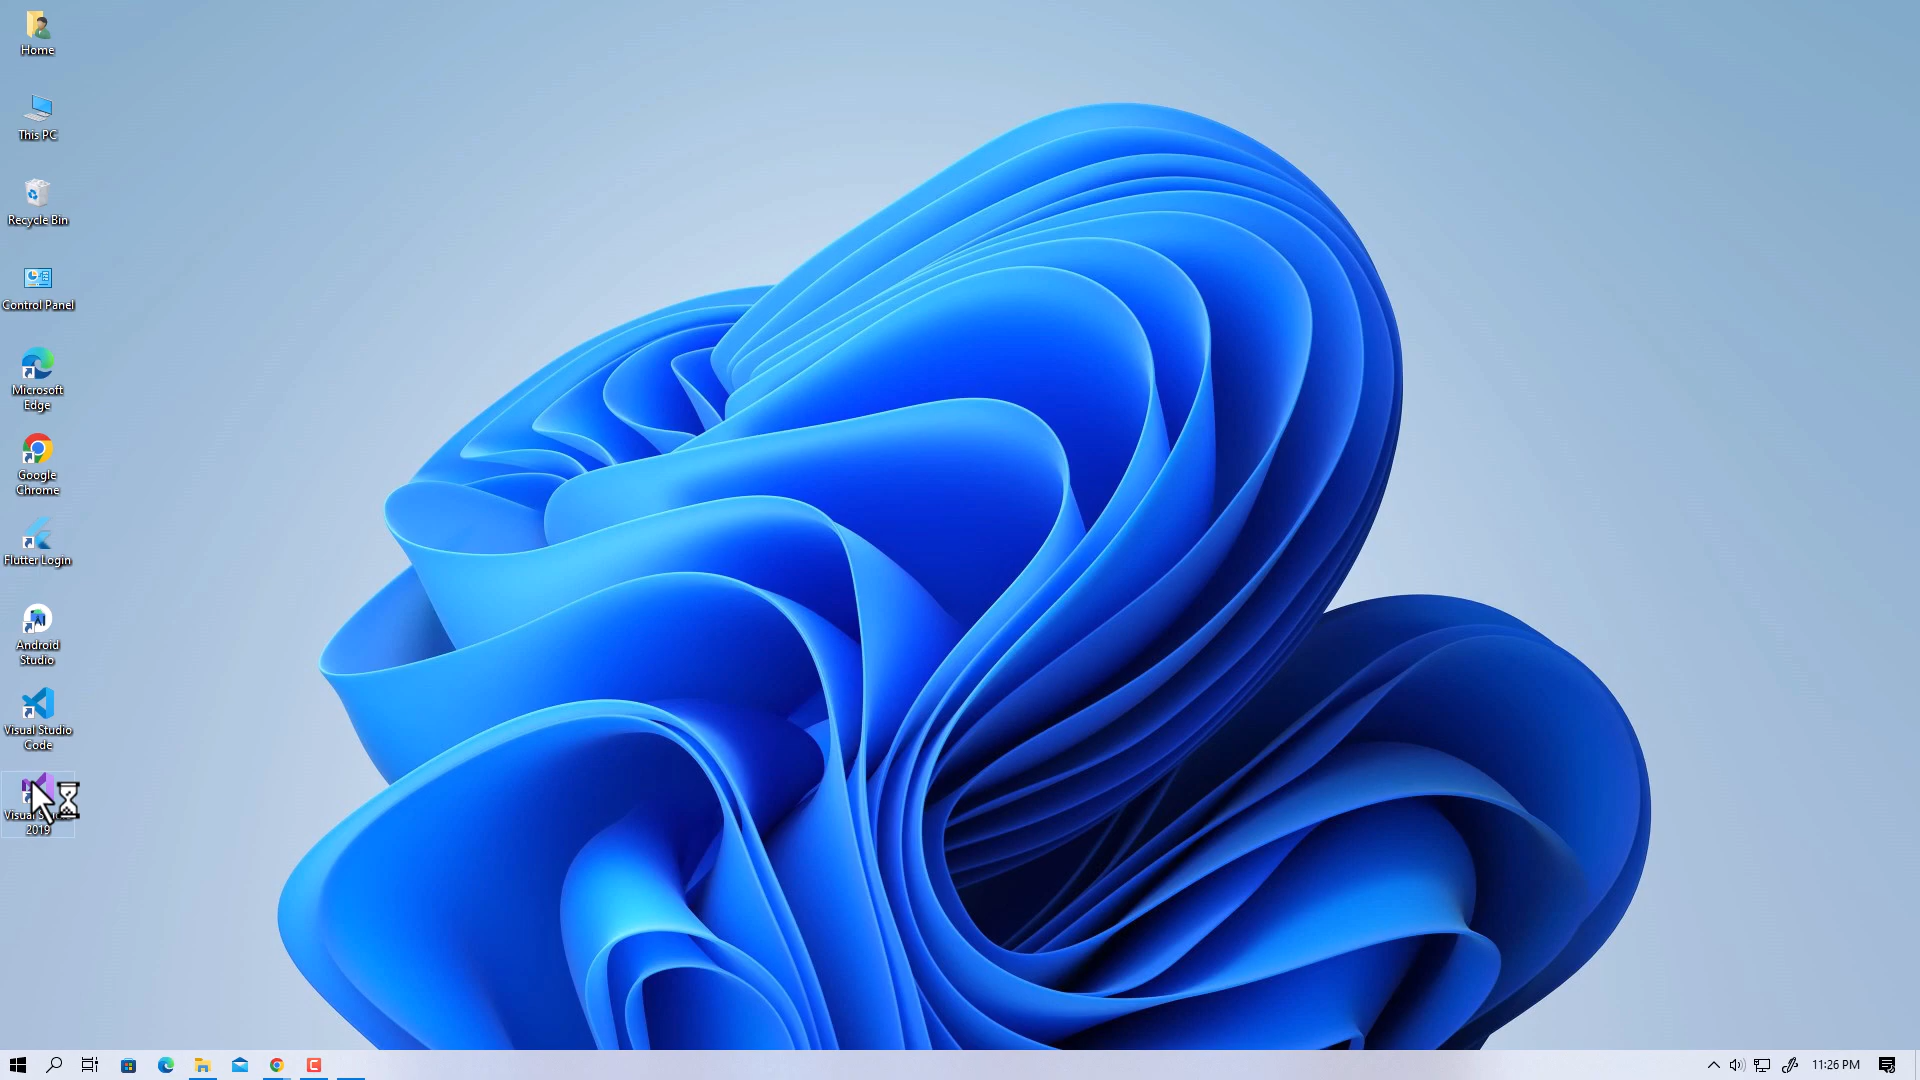 Home
This PC
Recycle Bin
Control Panel
Microsoft
Edge
Google
Chrome
Flutter Login
Android
Studio
Visual Studio
Code
2019
11:26 PM